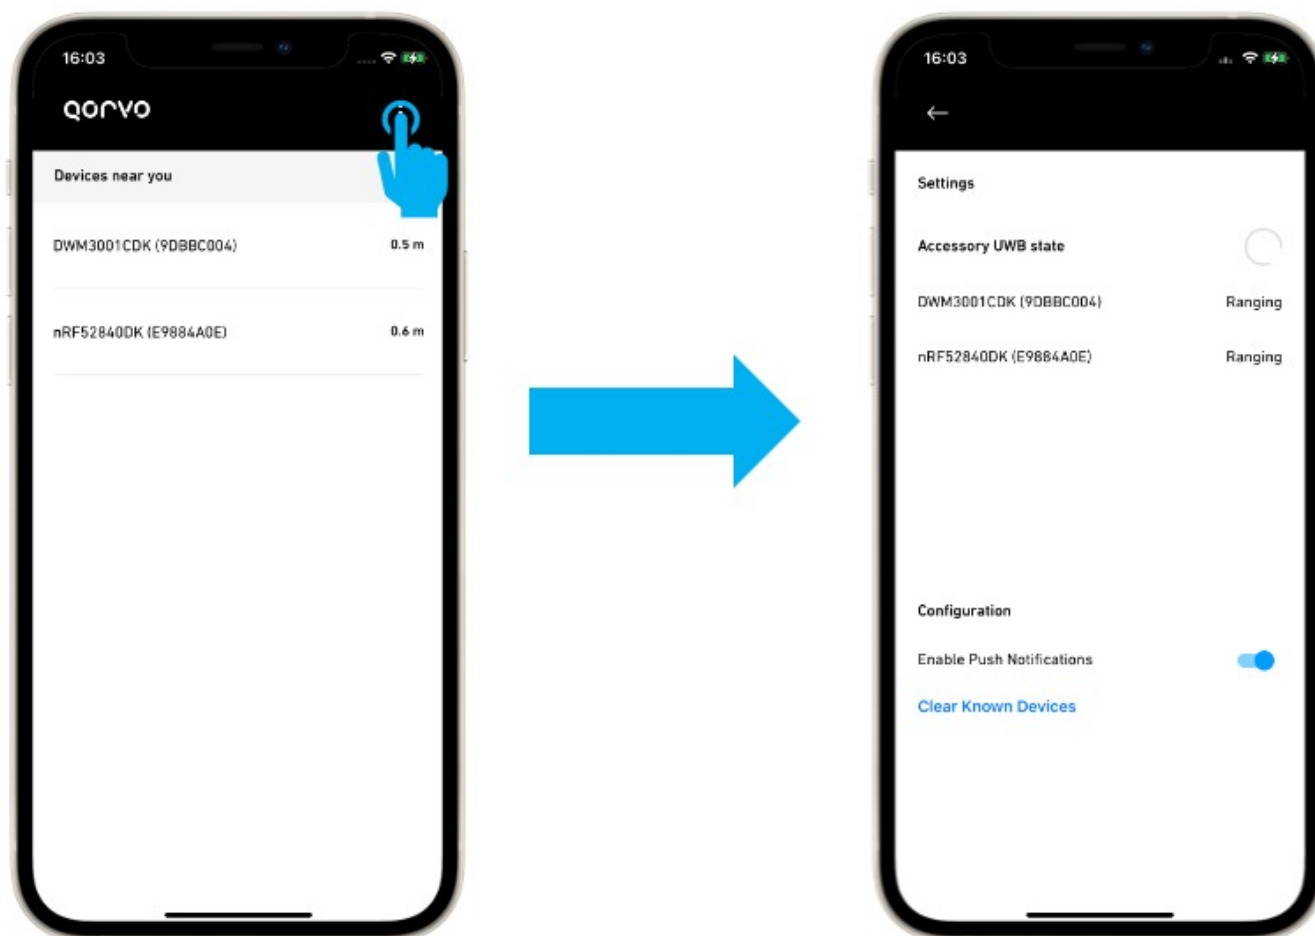 16:03
QORVO
Devices near you
DWM3001CDK (9DBBC004) 0.5 m
nRF52840DK (E9884A0E) 0.6 m
16:03
Settings
Accessory UWB state
DWM3001CDK (9DBBC004) Ranging
nRF52840DK (E9884A0E) Ranging
Configuration
Enable Push Notifications
Clear Known Devices